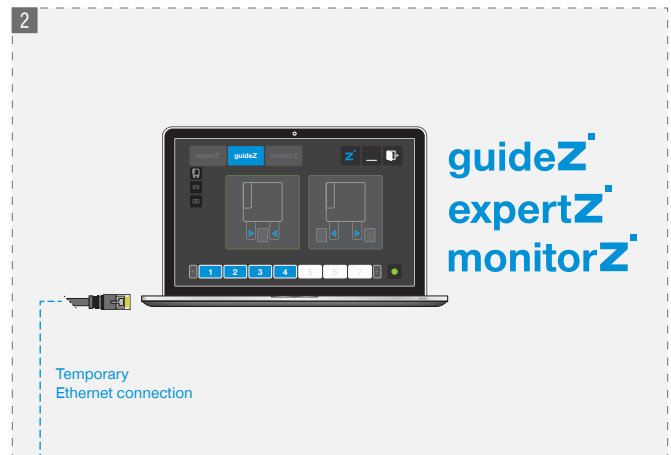 2
expertZ guideZ monitorZ Z
1 2 3 4 5 6 7
guideZ
expertZ
monitorZ
Temporary
Ethernet connection